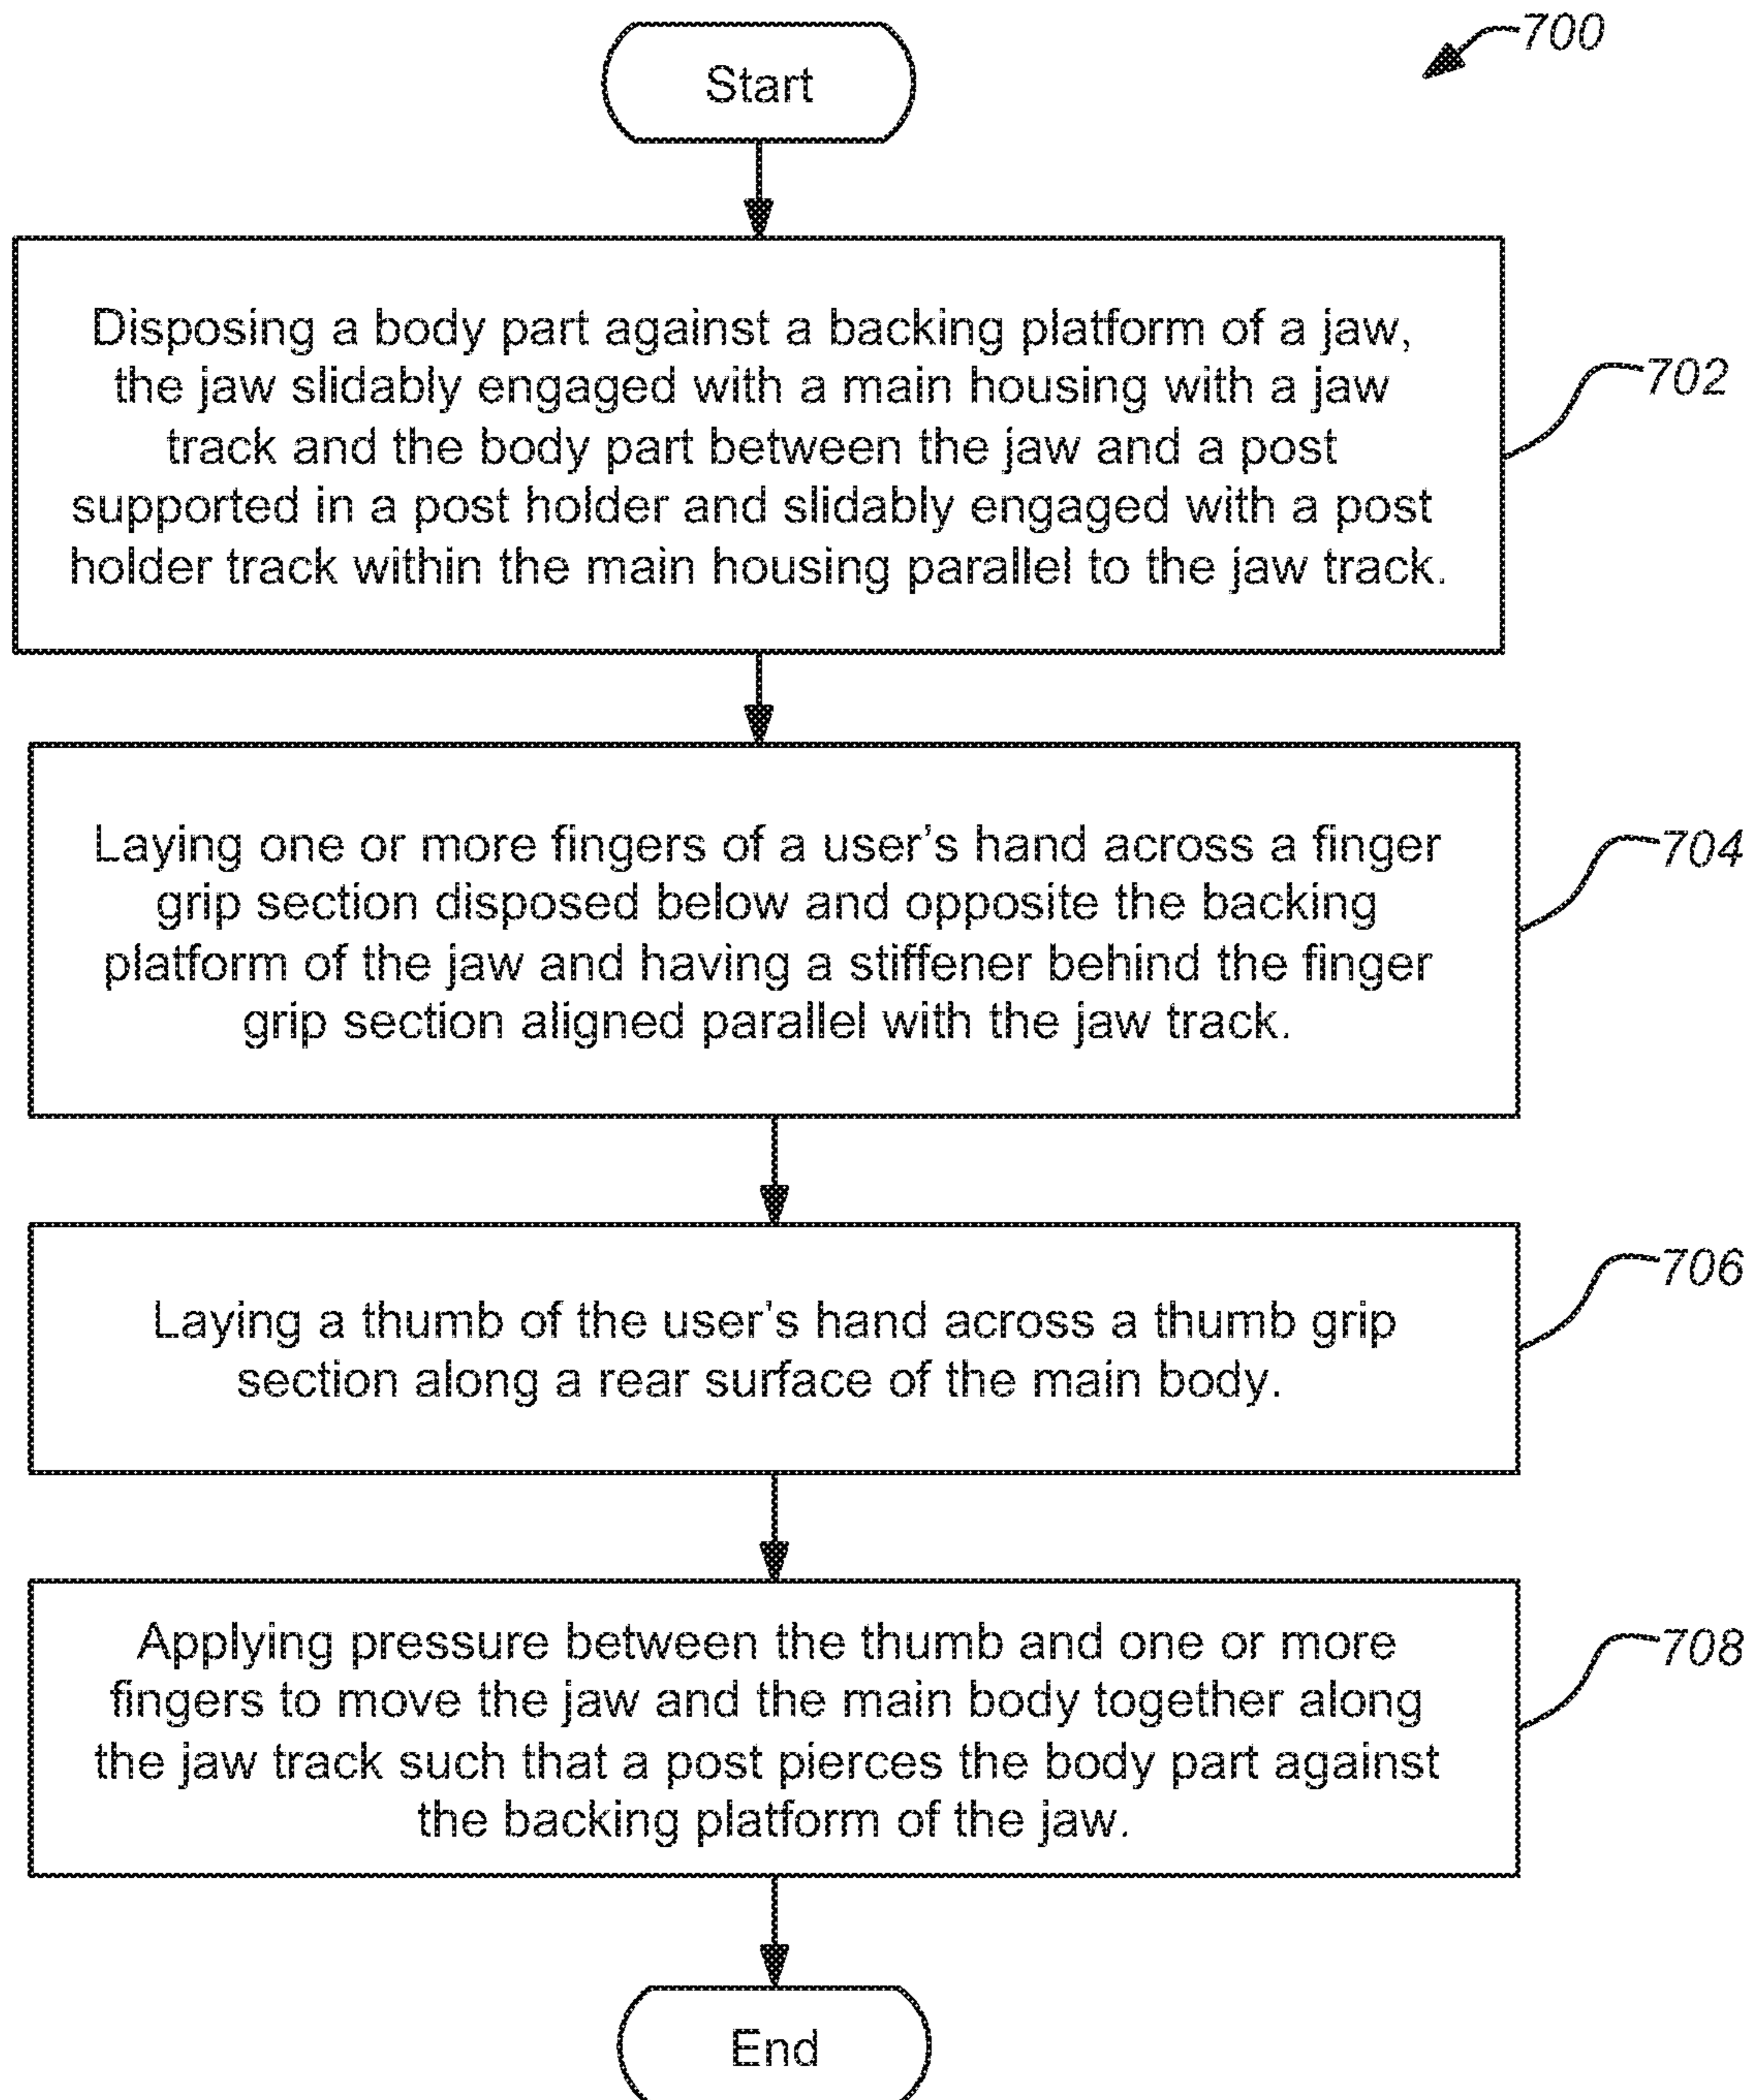 700
Start
Disposing a body part against a backing platform of a jaw,
the jaw slidably engaged with a main housing with a jaw
track and the body part between the jaw and a post
supported in a post holder and slidably engaged with a post
holder track within the main housing parallel to the jaw track.
702
Laying one or more fingers of a user's hand across a finger
grip section disposed below and opposite the backing
platform of the jaw and having a stiffener behind the finger
grip section aligned parallel with the jaw track.
704
Laying a thumb of the user's hand across a thumb grip
section along a rear surface of the main body.
706
Applying pressure between the thumb and one or more
fingers to move the jaw and the main body together along
the jaw track such that a post pierces the body part against
the backing platform of the jaw.
708
End